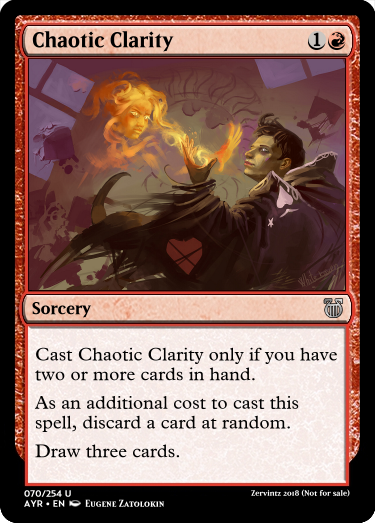 Chaotic Clarity 1
Sorcery
Cast Chaotic Clarity only if you have
two or more cards in hand.
As an additional cost to cast this
spell, discard a card at random.
Draw three cards.
070/254 U
Zervintz 2018 (Not for sale)
AYR • EN Eugene Zatolokin